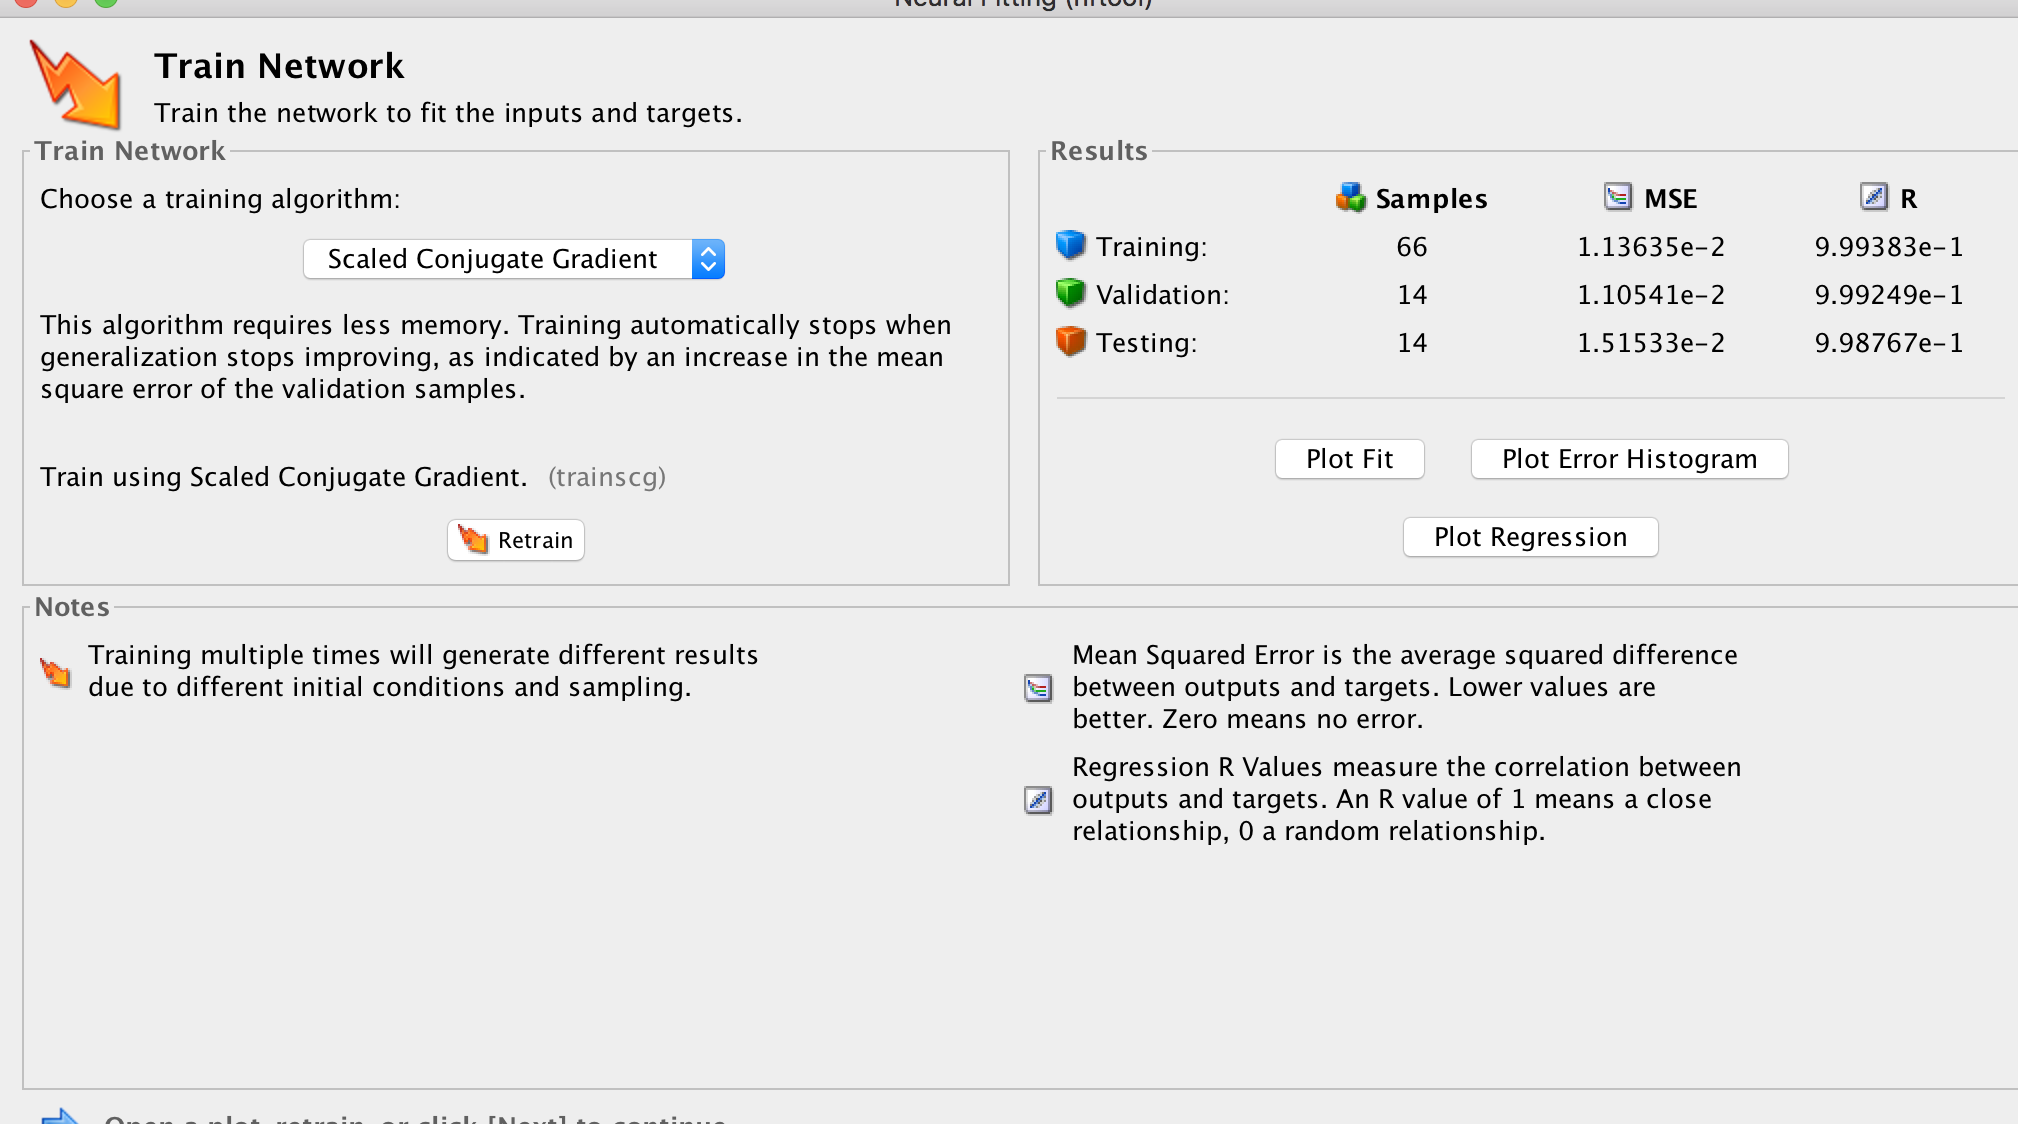 Neural Fitting (nftool)
Train Network
Train the network to fit the inputs and targets.
Train Network
Choose a training algorithm:
Scaled Conjugate Gradient
This algorithm requires less memory. Training automatically stops when
generalization stops improving, as indicated by an increase in the mean
square error of the validation samples.
Train using Scaled Conjugate Gradient. (trainscg)
Retrain
Results
Samples MSE R
Training: 66 1.13635e-2 9.99383e-1
Validation: 14 1.10541e-2 9.99249e-1
Testing: 14 1.51533e-2 9.98767e-1
Plot Fit Plot Error Histogram
Plot Regression
Notes
Training multiple times will generate different results
due to different initial conditions and sampling.
Mean Squared Error is the average squared difference
between outputs and targets. Lower values are
better. Zero means no error.
Regression R Values measure the correlation between
outputs and targets. An R value of 1 means a close
relationship, 0 a random relationship.
Open a plot, retrain, or click [Next] to continue.